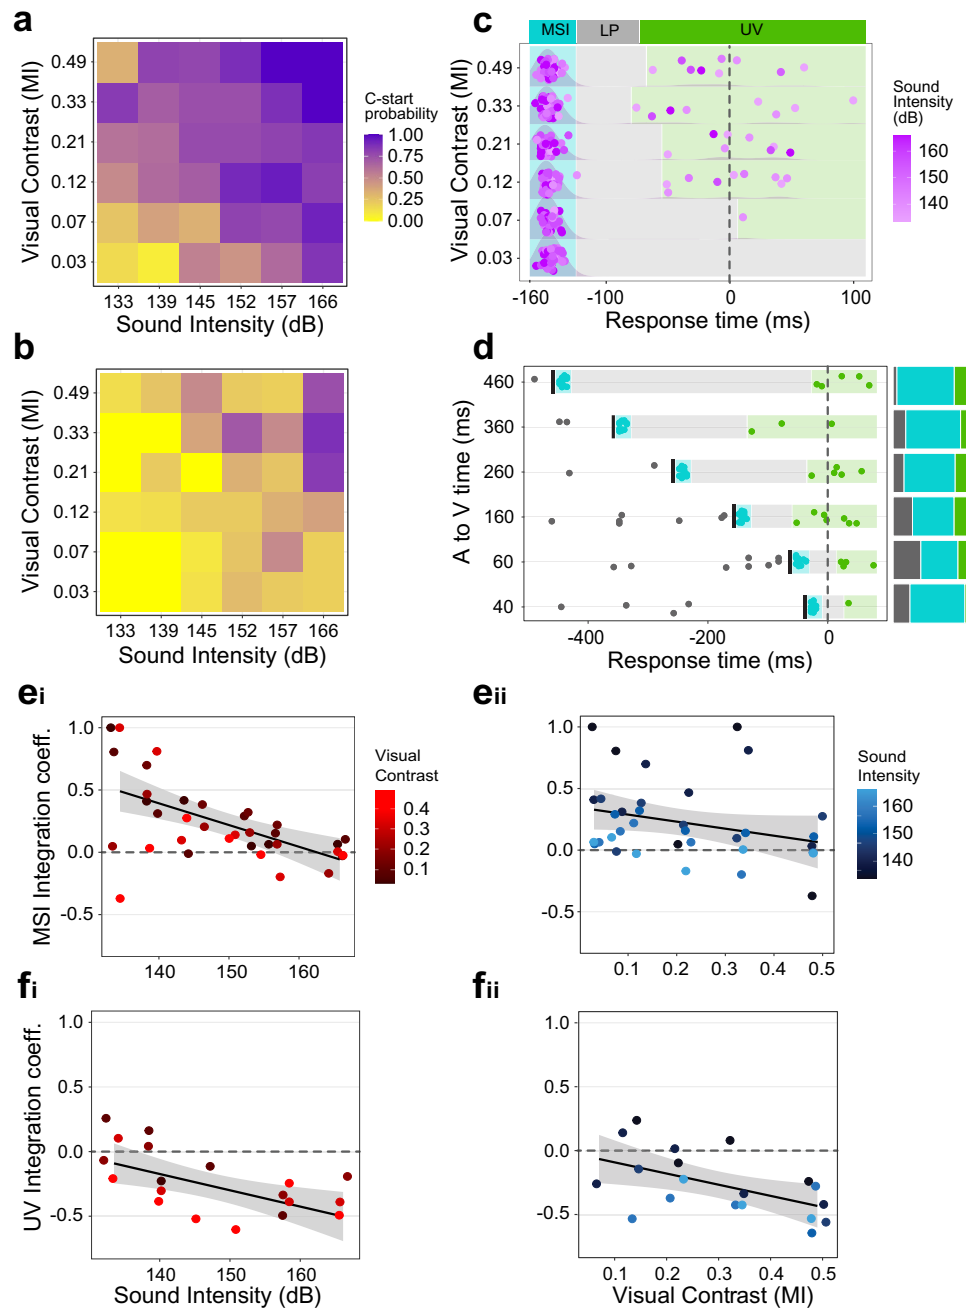 a
Visual Contrast (MI)
0.49
0.33
0.21
0.12
0.07
0.03
133 139 145 152 157 166
Sound Intensity (dB)
C-start
probability
1.00
0.75
0.50
0.25
0.00
b
Visual Contrast (MI)
0.49
0.33
0.21
0.12
0.07
0.03
133 139 145 152 157 166
Sound Intensity (dB)
c
MSI LP UV
Visual Contrast (MI)
0.49
0.33
0.21
0.12
0.07
0.03
-160 -100 0 100
Response time (ms)
Sound
Intensity
(dB)
160
150
140
d
A to V time (ms)
460
360
260
160
60
40
-400 -200 0
Response time (ms)
ei
MSI Integration coeff.
1.0
0.5
0.0
-0.5
140 150 160
Visual
Contrast
0.4
0.3
0.2
0.1
eii
1.0
0.5
0.0
-0.5
0.1 0.2 0.3 0.4 0.5
Sound
Intensity
160
150
140
fi
UV Integration coeff.
1.0
0.5
0.0
-0.5
140 150 160
Sound Intensity (dB)
fii
1.0
0.5
0.0
-0.5
0.1 0.2 0.3 0.4 0.5
Visual Contrast (MI)